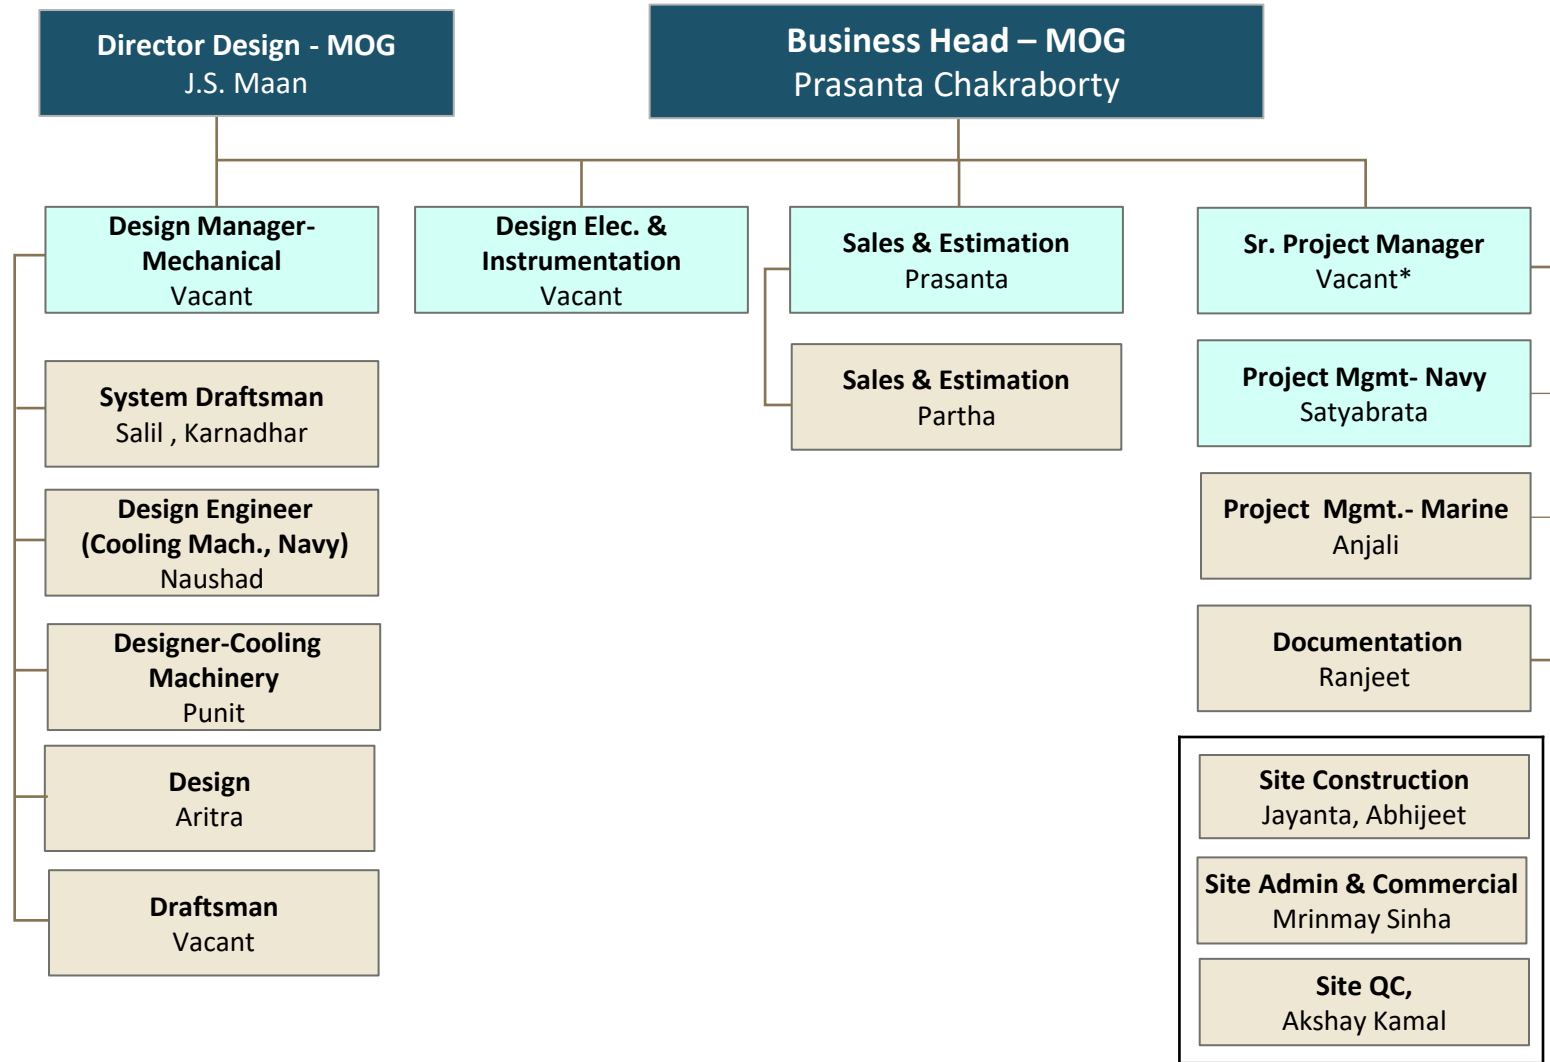 Director Design - MOG
J.S. Maan
Business Head – MOG
Prasanta Chakraborty
Design Manager-
Mechanical
Vacant
Design Elec. &
Instrumentation
Vacant
Sales & Estimation
Prasanta
Sr. Project Manager
Vacant*
System Draftsman
Salil , Karnadhar
Design Engineer
(Cooling Mach., Navy)
Naushad
Designer-Cooling
Machinery
Punit
Design
Aritra
Draftsman
Vacant
Sales & Estimation
Partha
Project Mgmt- Navy
Satyabrata
Project  Mgmt.- Marine
Anjali
Documentation
Ranjeet
Site Construction
Jayanta, Abhijeet
Site Admin & Commercial
Mrinmay Sinha
Site QC,
Akshay Kamal